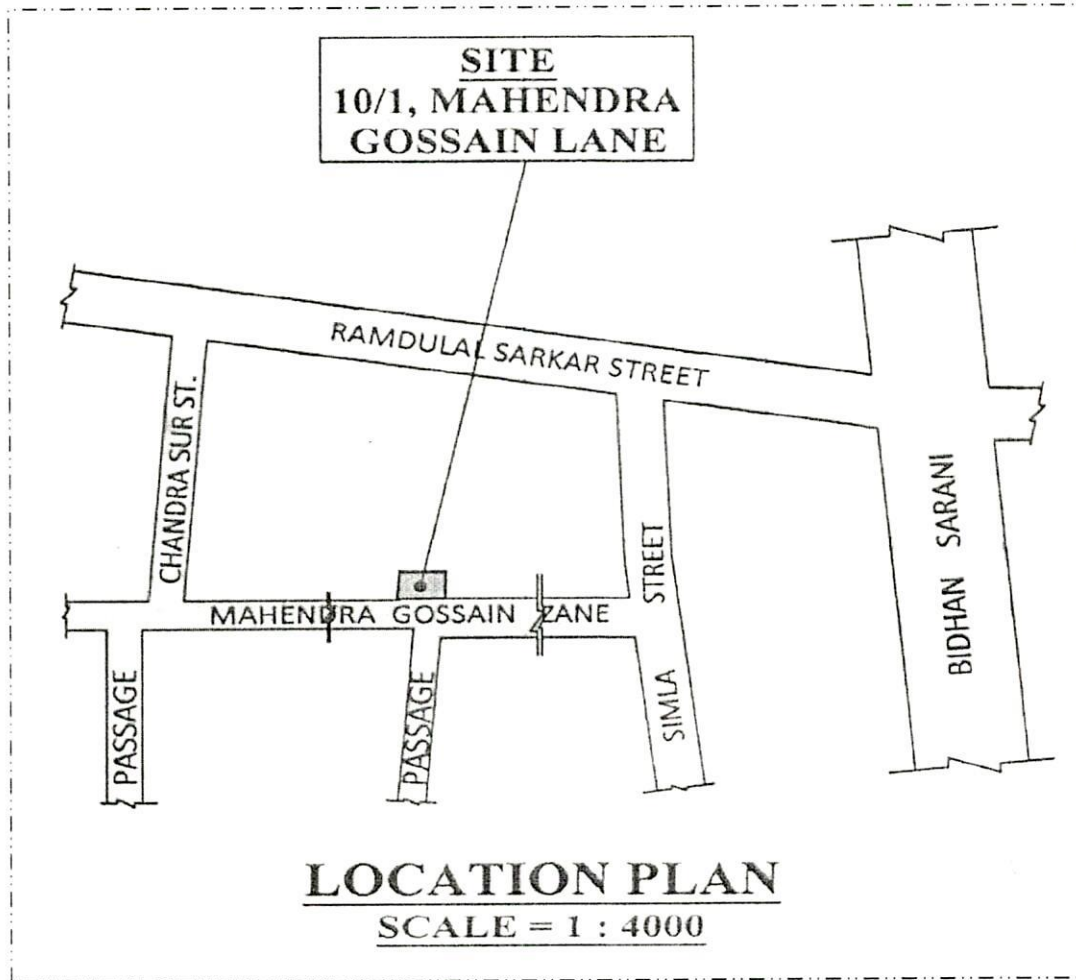 SITE
10/1, MAHENDRA
GOSSAIN LANE
RAMDULAL SARKAR STREET
CHANDRA SUR ST.
MAHENDRA GOSSAIN ZANE
SIMLA STREET
BIDHAN SARANI
PASSAGE
PASSAGE
LOCATION PLAN
SCALE = 1 : 4000